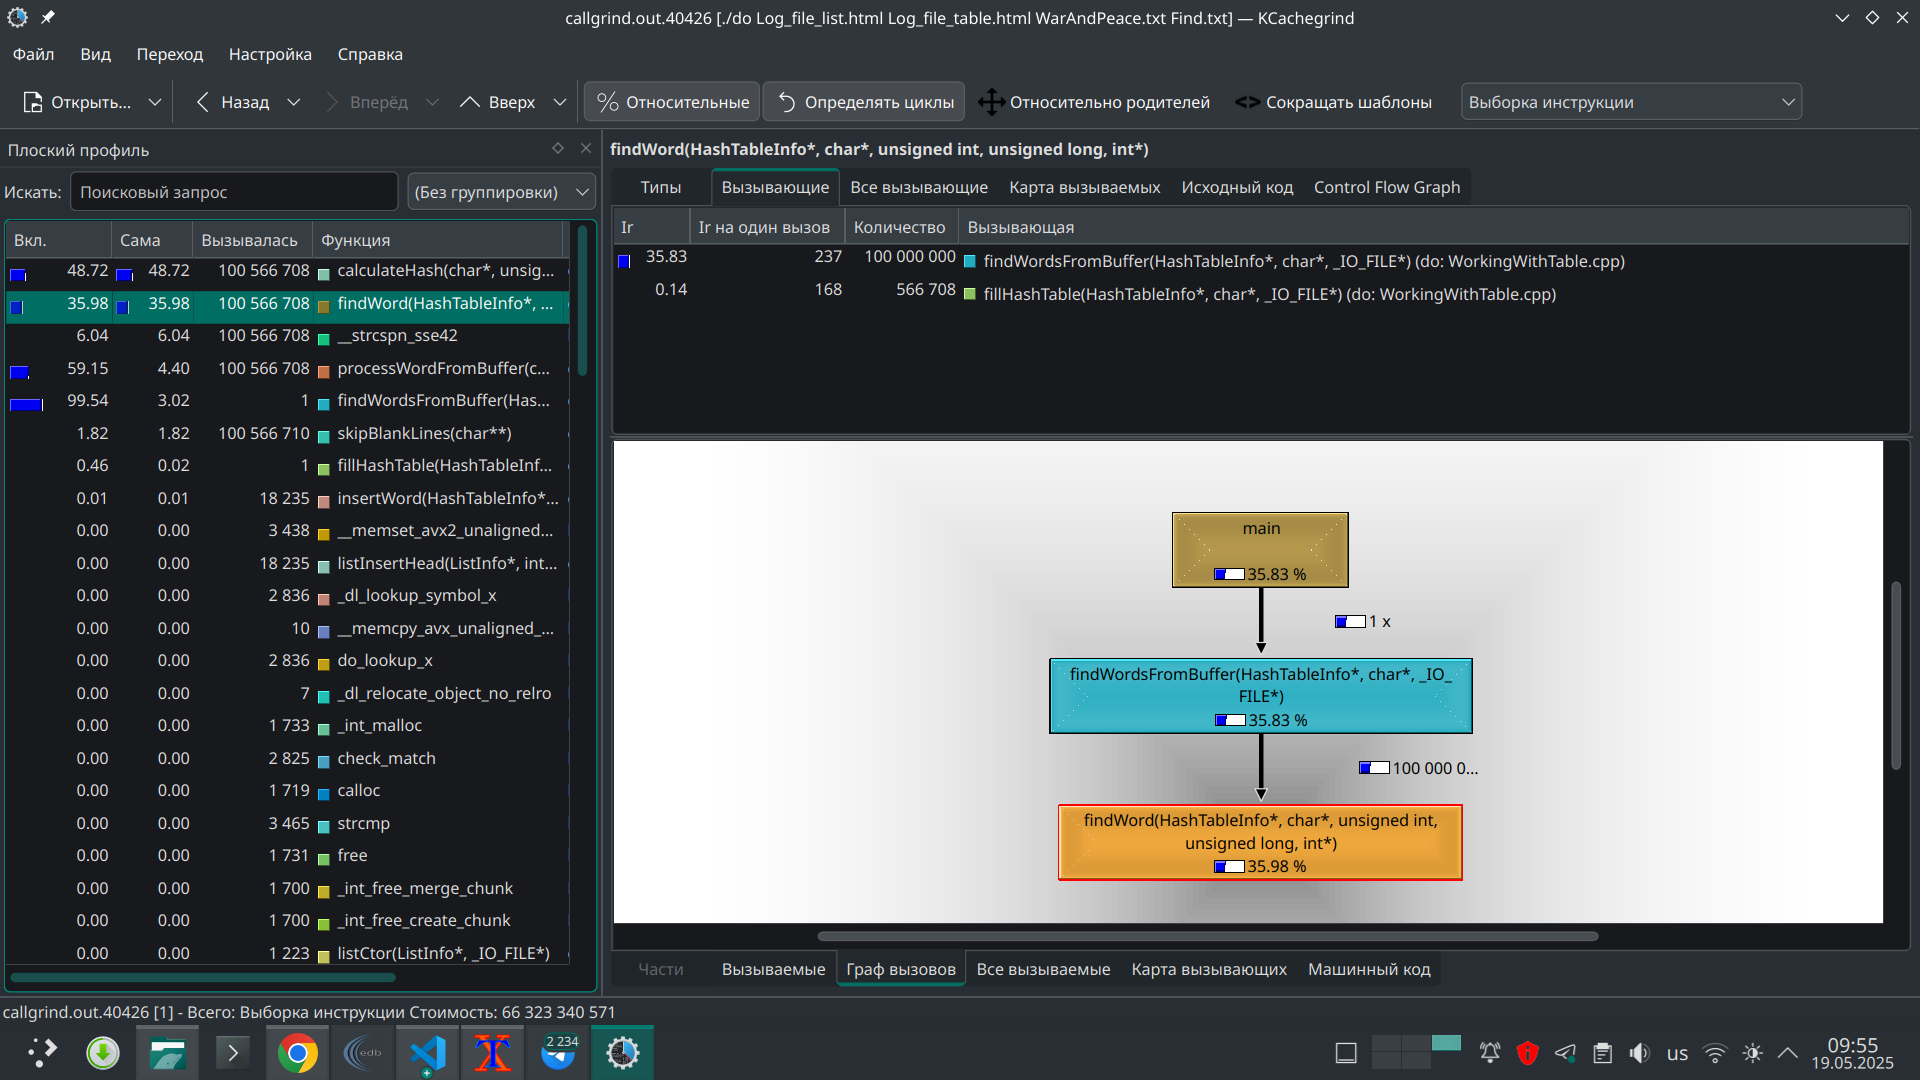 callgrind.out.40426 [./do Log_file_list.html Log_file_table.html WarAndPeace.txt Find.txt] — KCachegrind
Файл Вид Переход Настройка Справка
Открыть... Назад Вперёд Вверх Относительные Определять циклы Относительно родителей Сокращать шаблоны Выборка инструкции
Плоский профиль
Искать: Поисковый запрос (Без группировки)
Вкл. Сама Вызывалась Функция
48.72 48.72 100 566 708 calculateHash(char*, unsig...
35.98 35.98 100 566 708 findWord(HashTableInfo*, ...
6.04 6.04 100 566 708 __strcspn_sse42
59.15 4.40 100 566 708 processWordFromBuffer(c...
99.54 3.02 1 findWordsFromBuffer(Has...
1.82 1.82 100 566 710 skipBlankLines(char**)
0.46 0.02 1 fillHashTable(HashTableInf...
0.01 0.01 18 235 insertWord(HashTableInfo*...
0.00 0.00 3 438 __memset_avx2_unaligned...
0.00 0.00 18 235 listInsertHead(ListInfo*, int...
0.00 0.00 2 836 _dl_lookup_symbol_x
0.00 0.00 10 __memcpy_avx_unaligned_...
0.00 0.00 2 836 do_lookup_x
0.00 0.00 7 _dl_relocate_object_no_relro
0.00 0.00 1 733 _int_malloc
0.00 0.00 2 825 check_match
0.00 0.00 1 719 calloc
0.00 0.00 3 465 strcmp
0.00 0.00 1 731 free
0.00 0.00 1 700 _int_free_merge_chunk
0.00 0.00 1 700 _int_free_create_chunk
0.00 0.00 1 223 listCtor(ListInfo*, _IO_FILE*)
findWord(HashTableInfo*, char*, unsigned int, unsigned long, int*)
Типы Вызывающие Все вызывающие Карта вызываемых Исходный код Control Flow Graph
Ir Ir на один вызов Количество Вызывающая
35.83 237 100 000 000 findWordsFromBuffer(HashTableInfo*, char*, _IO_FILE*) (do: WorkingWithTable.cpp)
0.14 168 566 708 fillHashTable(HashTableInfo*, char*, _IO_FILE*) (do: WorkingWithTable.cpp)
main
35.83 %
1 x
findWordsFromBuffer(HashTableInfo*, char*, _IO_
FILE*)
35.83 %
100 000 0...
findWord(HashTableInfo*, char*, unsigned int,
unsigned long, int*)
35.98 %
Части Вызываемые Граф вызовов Все вызываемые Карта вызывающих Машинный код
callgrind.out.40426 [1] - Всего: Выборка инструкции Стоимость: 66 323 340 571
edb
2 234
us
09:55
19.05.2025